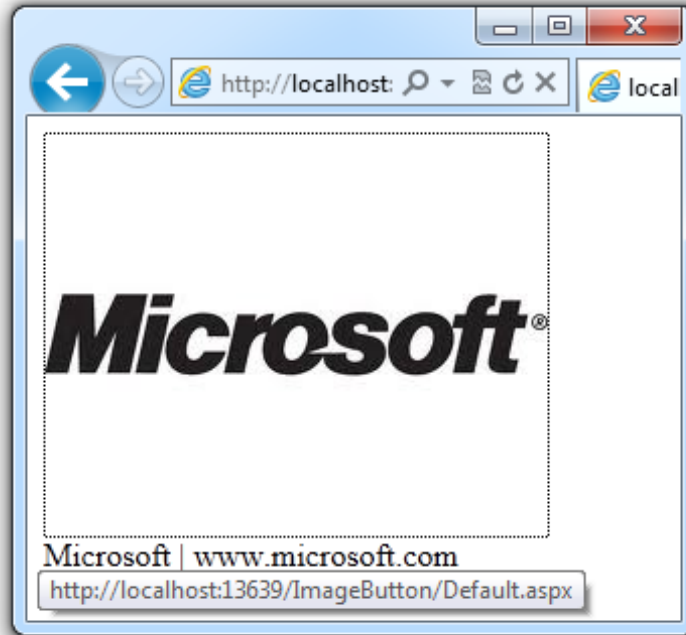 http://localhost:
local
Microsoft®
Microsoft | www.microsoft.com
http://localhost:13639/ImageButton/Default.aspx